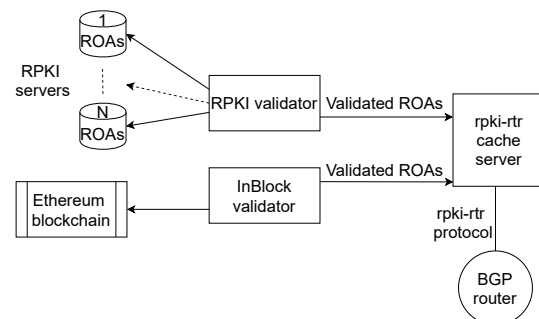 1
ROAs
RPKI
servers
N
ROAs
RPKI validator
Validated ROAs
rpki-rtr
cache
server
Validated ROAs
InBlock
validator
Ethereum
blockchain
rpki-rtr
protocol
BGP
router